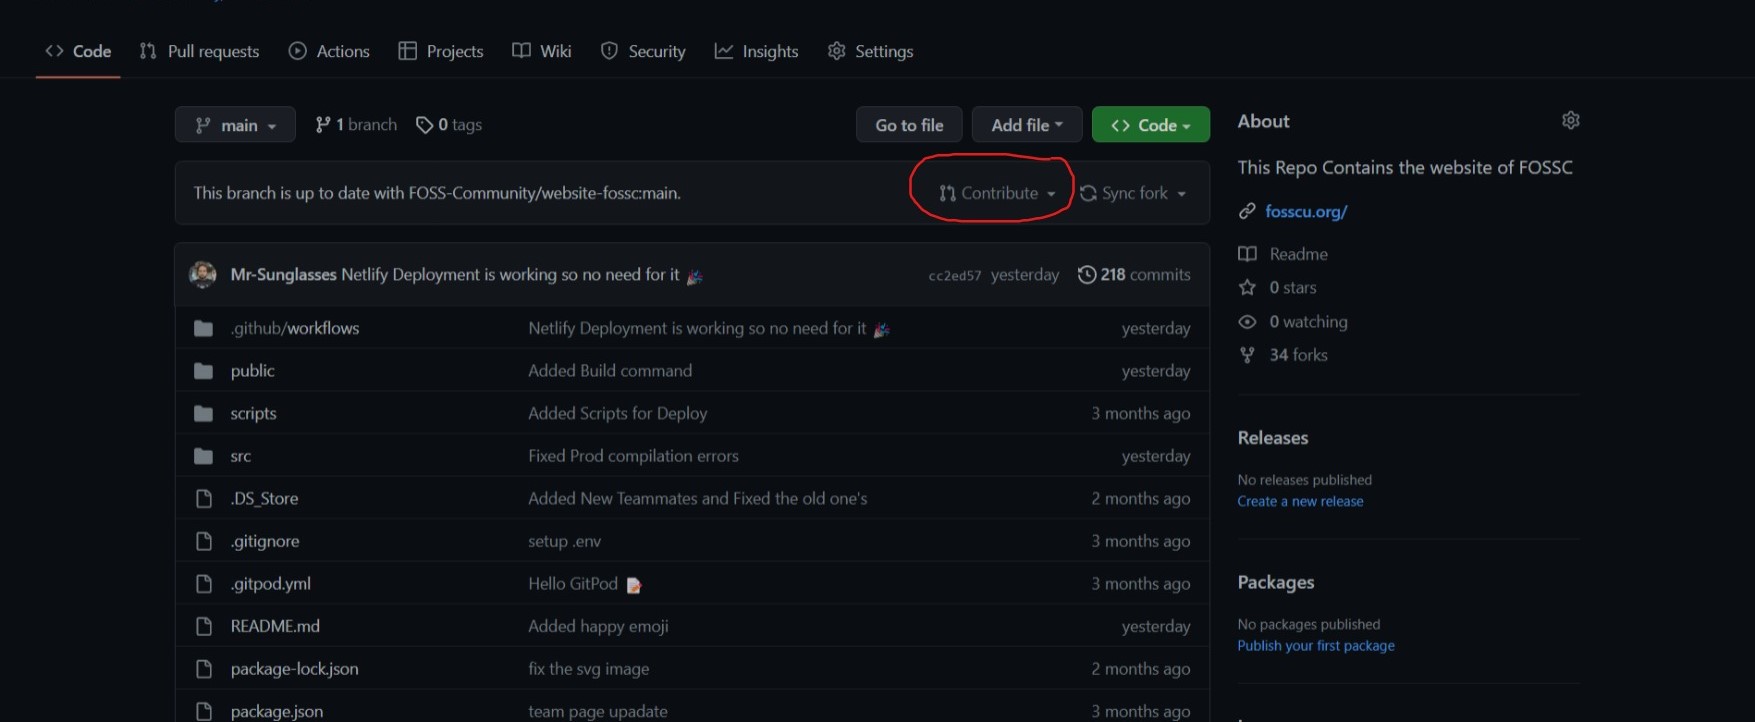 Code Pull requests Actions Projects Wiki Security Insights Settings
main 1 branch 0 tags Go to file Add file Code
This branch is up to date with FOSS-Community/website-fossc:main. Contribute Sync fork
Mr-Sunglasses Netlify Deployment is working so no need for it 🎉 cc2ed57 yesterday 218 commits
.github/workflows Netlify Deployment is working so no need for it 🎉 yesterday
public Added Build command yesterday
scripts Added Scripts for Deploy 3 months ago
src Fixed Prod compilation errors yesterday
.DS_Store Added New Teammates and Fixed the old one's 2 months ago
.gitignore setup .env 3 months ago
.gitpod.yml Hello GitPod 📝 3 months ago
README.md Added happy emoji yesterday
package-lock.json fix the svg image 2 months ago
package.json team page upadate 3 months ago
About
This Repo Contains the website of FOSSC
fosscu.org/
Readme
0 stars
0 watching
34 forks
Releases
No releases published
Create a new release
Packages
No packages published
Publish your first package